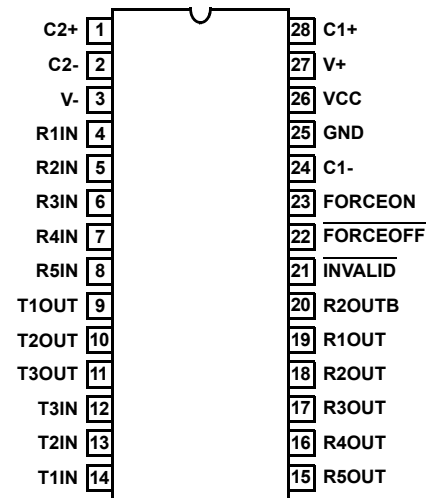 C2+ 1 28 C1+
C2- 2 27 V+
V- 3 26 VCC
R1IN 4 25 GND
R2IN 5 24 C1-
R3IN 6 23 FORCEON
R4IN 7 22 FORCEOFF
R5IN 8 21 INVALID
T1OUT 9 20 R2OUTB
T2OUT 10 19 R1OUT
T3OUT 11 18 R2OUT
T3IN 12 17 R3OUT
T2IN 13 16 R4OUT
T1IN 14 15 R5OUT